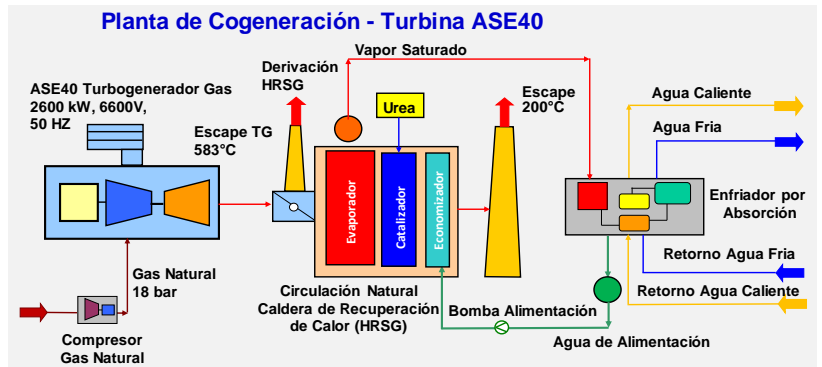 Planta de Cogeneración - Turbina ASE40
Vapor Saturado
Derivación
HRSG
ASE40 Turbogenerador Gas
2600 kW, 6600V,
50 HZ
Urea
Escape
200°C
Agua Caliente
Agua Fria
Escape TG
583°C
Evaporador
Catalizador
Economizador
Enfriador por
Absorción
Gas Natural
18 bar
Retorno Agua Fria
Retorno Agua Caliente
Circulación Natural
Caldera de Recuperación
de Calor (HRSG)
Bomba Alimentación
Agua de Alimentación
Compresor
Gas Natural